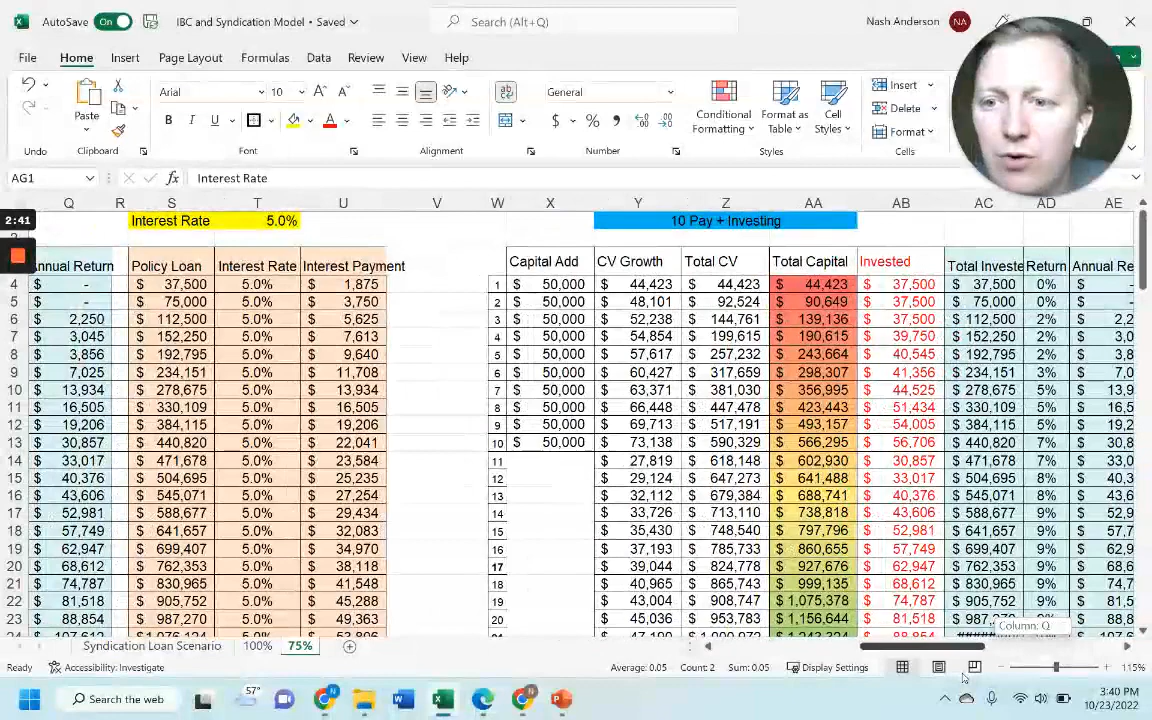 AutoSave On IBC and Syndication Model • Saved Search (Alt+Q) Nash Anderson NA
File Home Insert Page Layout Formulas Data Review View Help
Arial 10 General Insert
Paste Conditional Formatting Format as Table Cell Styles Delete
B I U A $ % Format
Undo Clipboard Font Alignment Number Styles Cells
AG1 fx Interest Rate
2:41 Q R S T U V W X Y Z AA AB AC AD AE
Interest Rate 5.0% 10 Pay + Investing
Annual Return Policy Loan Interest Rate Interest Payment Capital Add CV Growth Total CV Total Capital Invested Total Investe Return Annual Re
4 $ - $ 37,500 5.0% $ 1,875 1 $ 50,000 $ 44,423 $ 44,423 $ 44,423 $ 37,500 $ 37,500 0% $ -
5 $ - $ 75,000 5.0% $ 3,750 2 $ 50,000 $ 48,101 $ 92,524 $ 90,649 $ 37,500 $ 75,000 0% $ -
6 $ 2,250 $ 112,500 5.0% $ 5,625 3 $ 50,000 $ 52,238 $ 144,761 $ 139,136 $ 37,500 $ 112,500 2% $ 2,2
7 $ 3,045 $ 152,250 5.0% $ 7,613 4 $ 50,000 $ 54,854 $ 199,615 $ 190,615 $ 39,750 $ 152,250 2% $ 3,0
8 $ 3,856 $ 192,795 5.0% $ 9,640 5 $ 50,000 $ 57,617 $ 257,232 $ 243,664 $ 40,545 $ 192,795 2% $ 3,8
9 $ 7,025 $ 234,151 5.0% $ 11,708 6 $ 50,000 $ 60,427 $ 317,659 $ 298,307 $ 41,356 $ 234,151 3% $ 7,0
10 $ 13,934 $ 278,675 5.0% $ 13,934 7 $ 50,000 $ 63,371 $ 381,030 $ 356,995 $ 44,525 $ 278,675 5% $ 13,9
11 $ 16,505 $ 330,109 5.0% $ 16,505 8 $ 50,000 $ 66,448 $ 447,478 $ 423,443 $ 51,434 $ 330,109 5% $ 16,5
12 $ 19,206 $ 384,115 5.0% $ 19,206 9 $ 50,000 $ 69,713 $ 517,191 $ 493,157 $ 54,005 $ 384,115 5% $ 19,2
13 $ 30,857 $ 440,820 5.0% $ 22,041 10 $ 50,000 $ 73,138 $ 590,329 $ 566,295 $ 56,706 $ 440,820 7% $ 30,8
14 $ 33,017 $ 471,678 5.0% $ 23,584 11 $ 27,819 $ 618,148 $ 602,930 $ 30,857 $ 471,678 7% $ 33,0
15 $ 40,376 $ 504,695 5.0% $ 25,235 12 $ 29,124 $ 647,273 $ 641,488 $ 33,017 $ 504,695 8% $ 40,3
16 $ 43,606 $ 545,071 5.0% $ 27,254 13 $ 32,112 $ 679,384 $ 688,741 $ 40,376 $ 545,071 8% $ 43,6
17 $ 52,981 $ 588,677 5.0% $ 29,434 14 $ 33,726 $ 713,110 $ 738,818 $ 43,606 $ 588,677 9% $ 52,9
18 $ 57,749 $ 641,657 5.0% $ 32,083 15 $ 35,430 $ 748,540 $ 797,796 $ 52,981 $ 641,657 9% $ 57,7
19 $ 62,947 $ 699,407 5.0% $ 34,970 16 $ 37,193 $ 785,733 $ 860,655 $ 57,749 $ 699,407 9% $ 62,9
20 $ 68,612 $ 762,353 5.0% $ 38,118 17 $ 39,044 $ 824,778 $ 927,676 $ 62,947 $ 762,353 9% $ 68,6
21 $ 74,787 $ 830,965 5.0% $ 41,548 18 $ 40,965 $ 865,743 $ 999,135 $ 68,612 $ 830,965 9% $ 74,7
22 $ 81,518 $ 905,752 5.0% $ 45,288 19 $ 43,004 $ 908,747 $ 1,075,378 $ 74,787 $ 905,752 9% $ 81,5
23 $ 88,854 $ 987,270 5.0% $ 49,363 20 $ 45,036 $ 953,783 $ 1,156,644 $ 81,518 $ 987, $ 88,8
Column: Q
Syndication Loan Scenario 100% 75%
Ready Accessibility: Investigate Average: 0.05 Count: 2 Sum: 0.05 Display Settings 115%
Search the web 57° 3:40 PM
10/23/2022